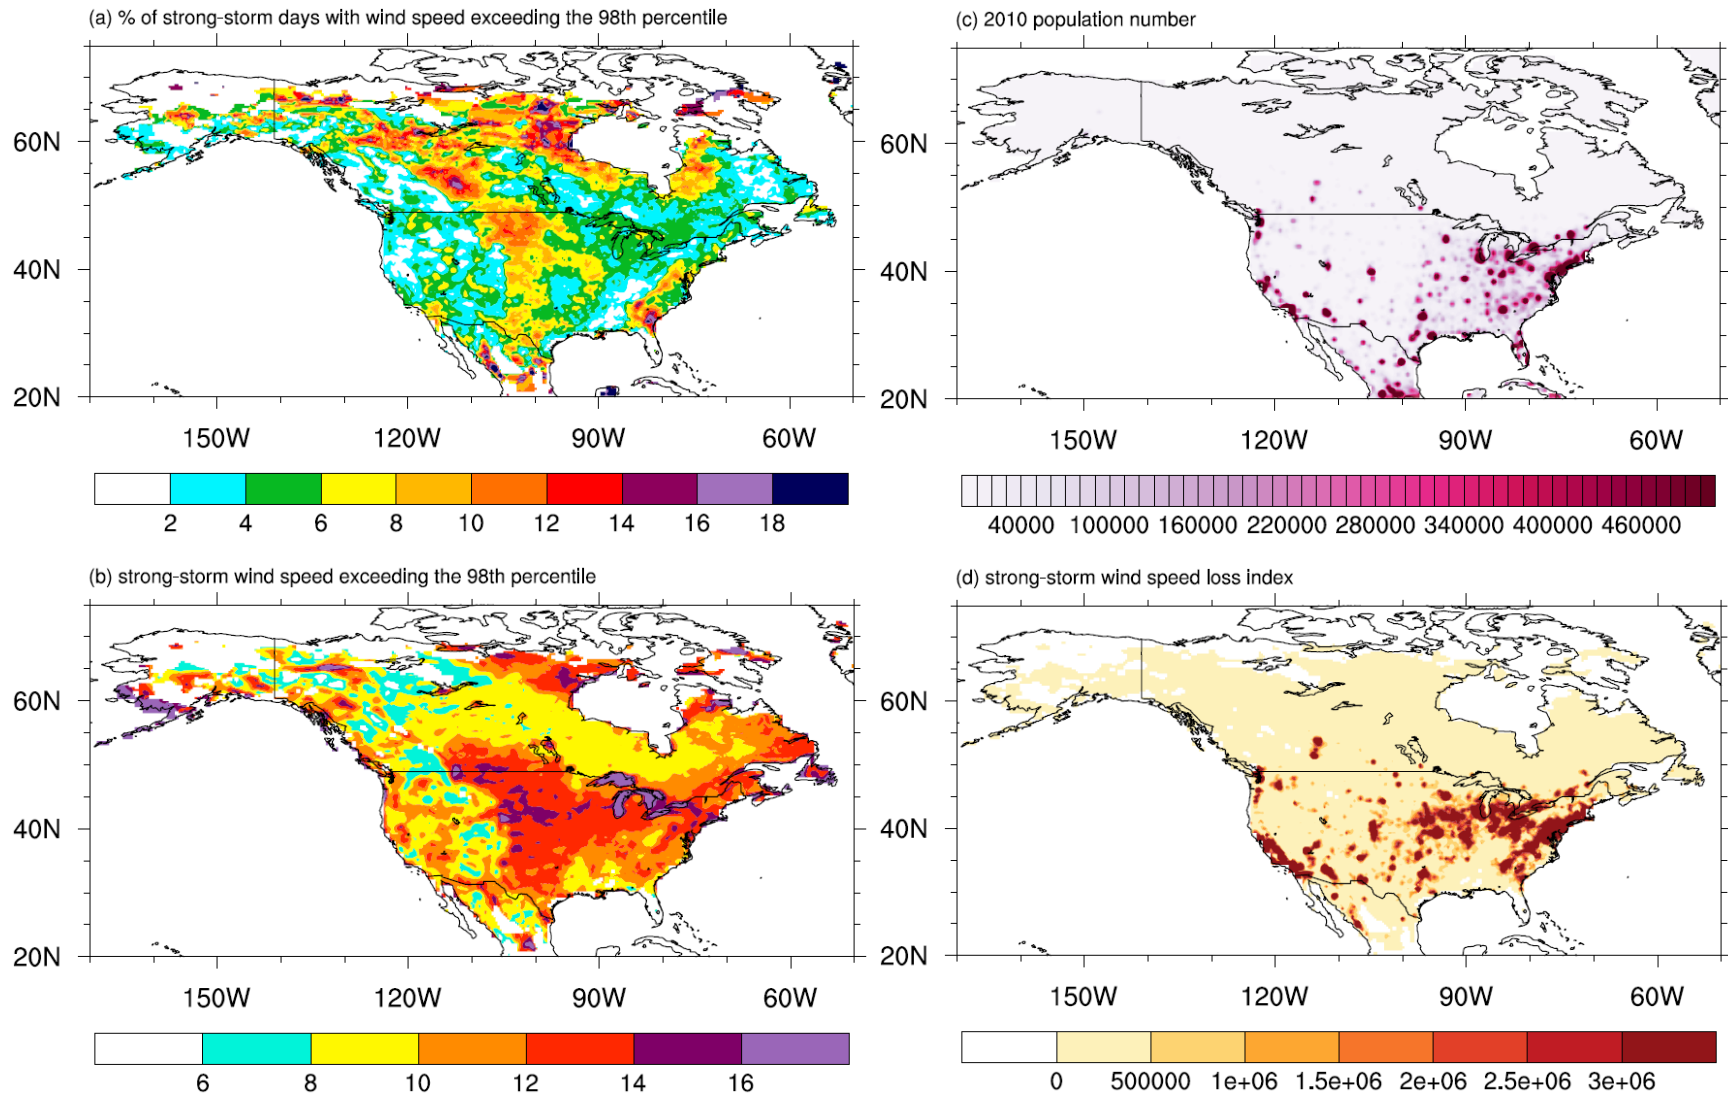 (a) % of strong-storm days with wind speed exceeding the 98th percentile
60N
40N
20N
150W 120W 90W 60W
2 4 6 8 10 12 14 16 18
(c) 2010 population number
60N
40N
20N
150W 120W 90W 60W
40000 100000 160000 220000 280000 340000 400000 460000
(b) strong-storm wind speed exceeding the 98th percentile
60N
40N
20N
150W 120W 90W 60W
6 8 10 12 14 16
(d) strong-storm wind speed loss index
60N
40N
20N
150W 120W 90W 60W
0 500000 1e+06 1.5e+06 2e+06 2.5e+06 3e+06